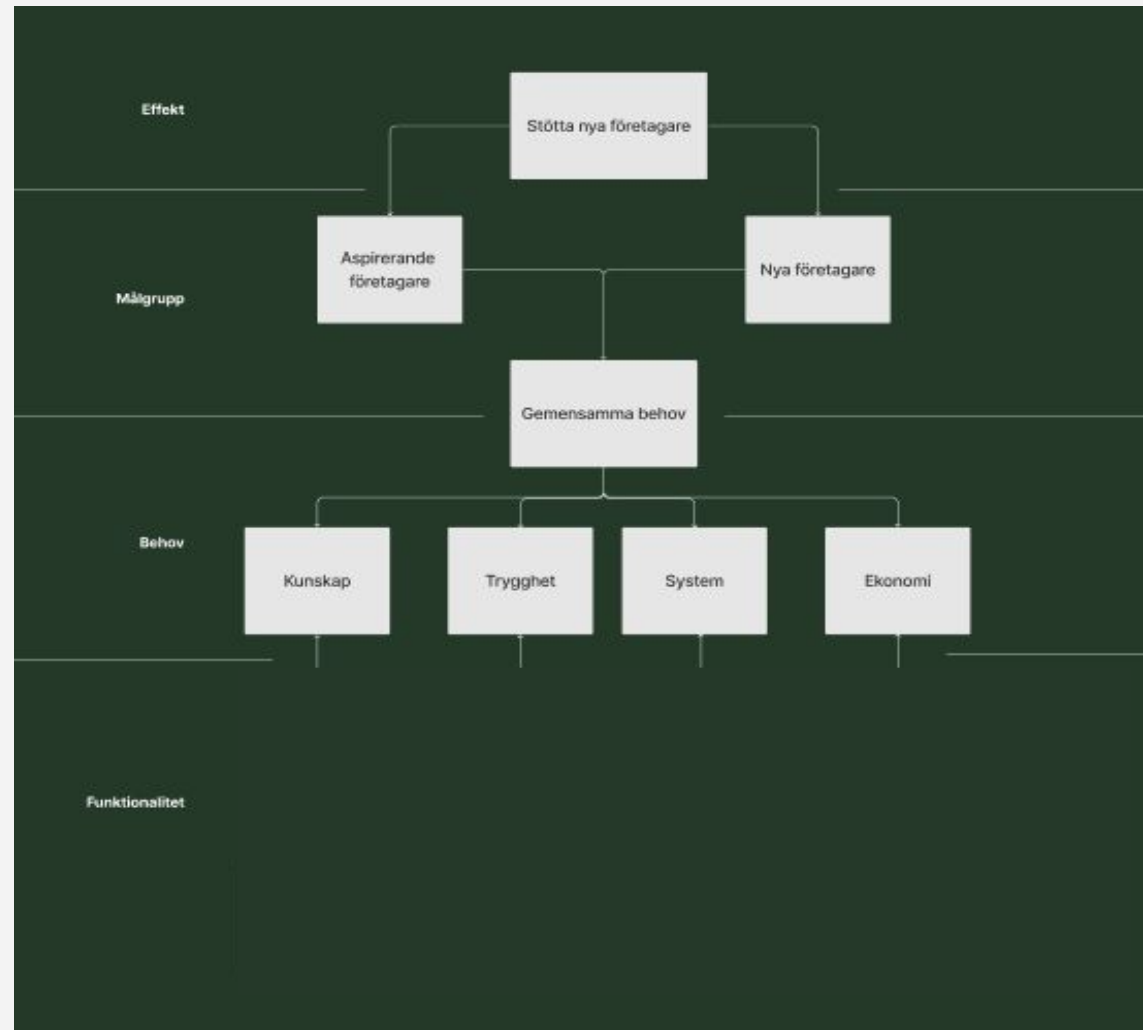 Effekt
Stötta nya företagare
Aspirerande
företagare
Nya företagare
Målgrupp
Gemensamma behov
Behov
Kunskap
Trygghet
System
Ekonomi
Funktionalitet